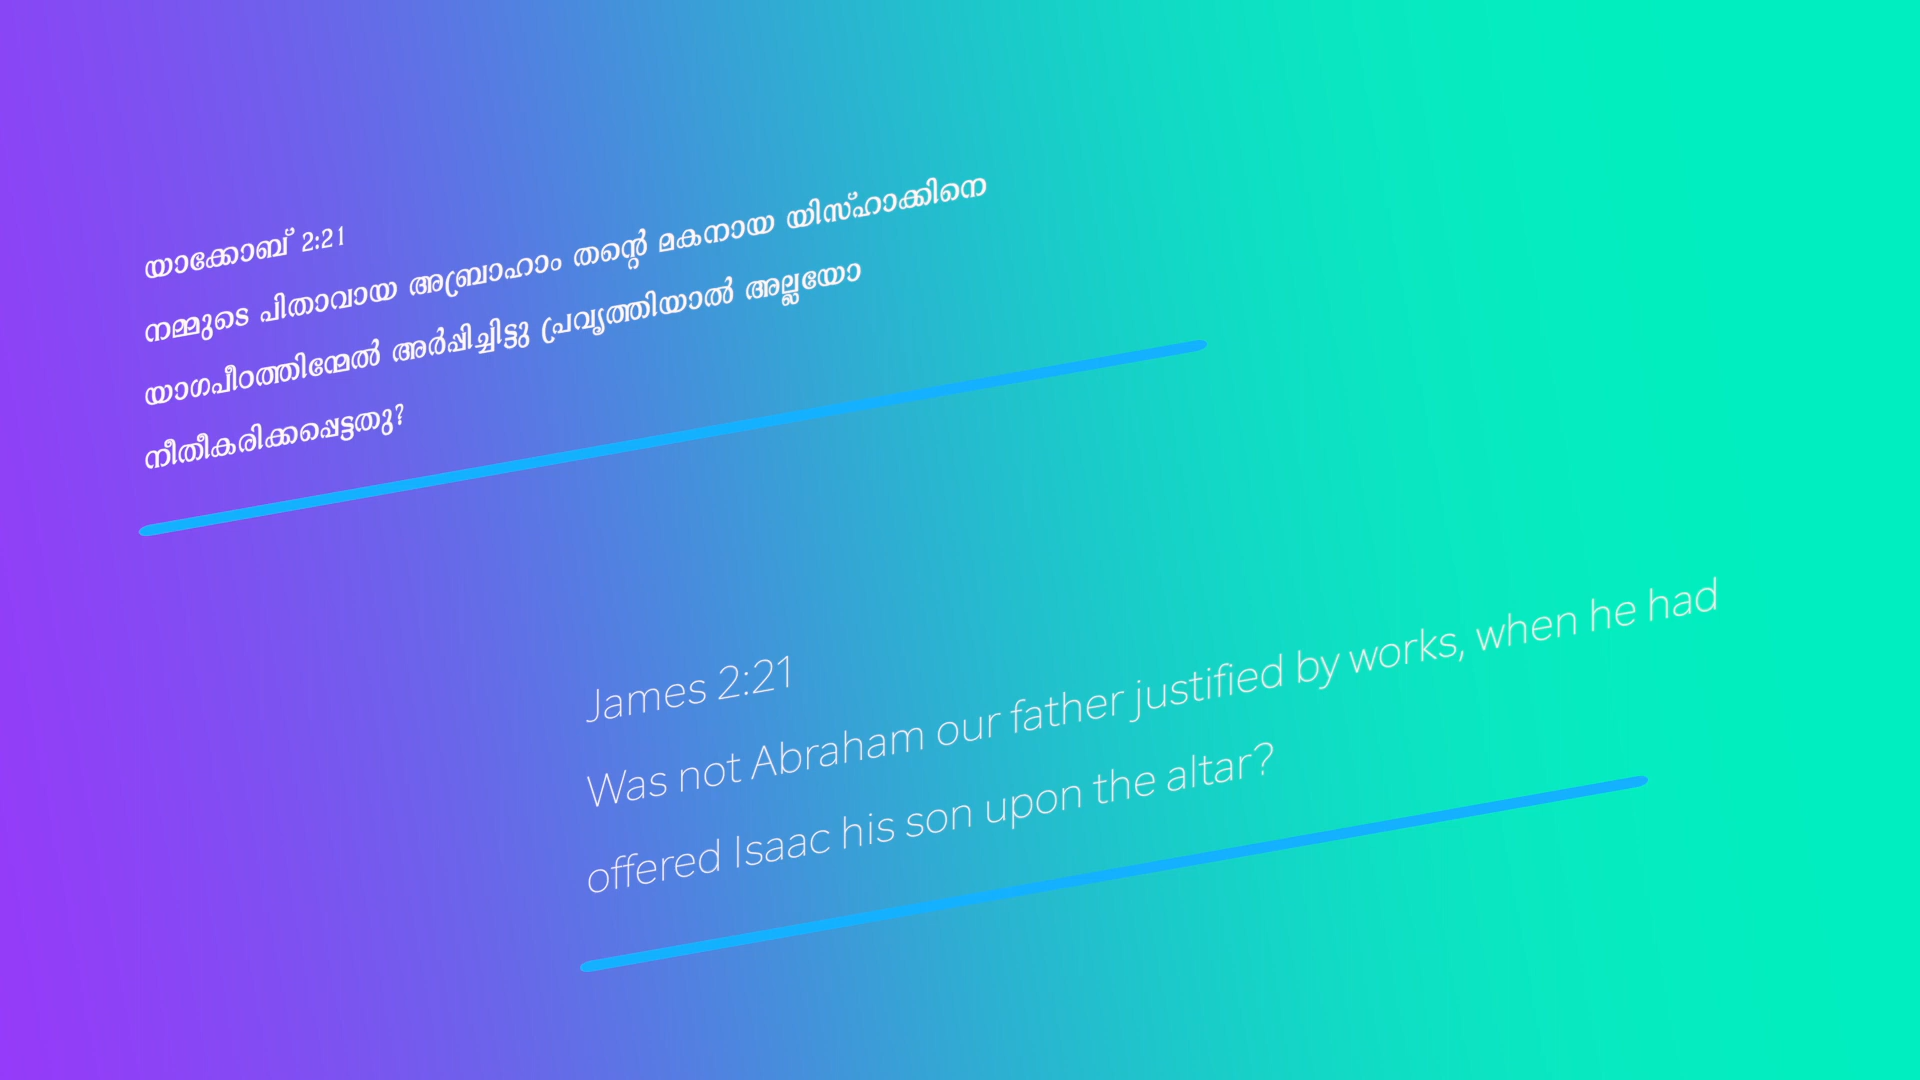 യാക്കോബ് 2:21
നമ്മുടെ പിതാവായ അബ്രാഹാം തന്റെ മകനായ യിസ്ഹാക്കിനെ
യാഗപീഠത്തിന്മേൽ അർപ്പിച്ചിട്ടു പ്രവൃത്തിയാൽ അല്ലയോ
നീതീകരിക്കപ്പെട്ടതു?
James 2:21
Was not Abraham our father justified by works, when he had
offered Isaac his son upon the altar?